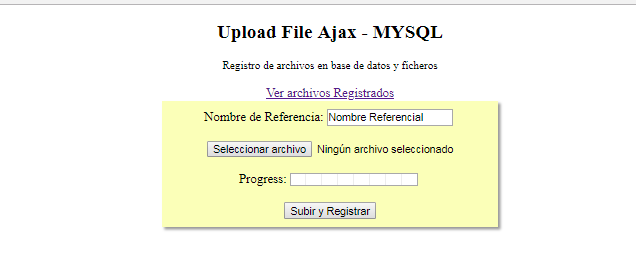 Upload File Ajax - MYSQL
Registro de archivos en base de datos y ficheros
Ver archivos Registrados
Nombre de Referencia: Nombre Referencial
Seleccionar archivo Ningún archivo seleccionado
Progress:
Subir y Registrar